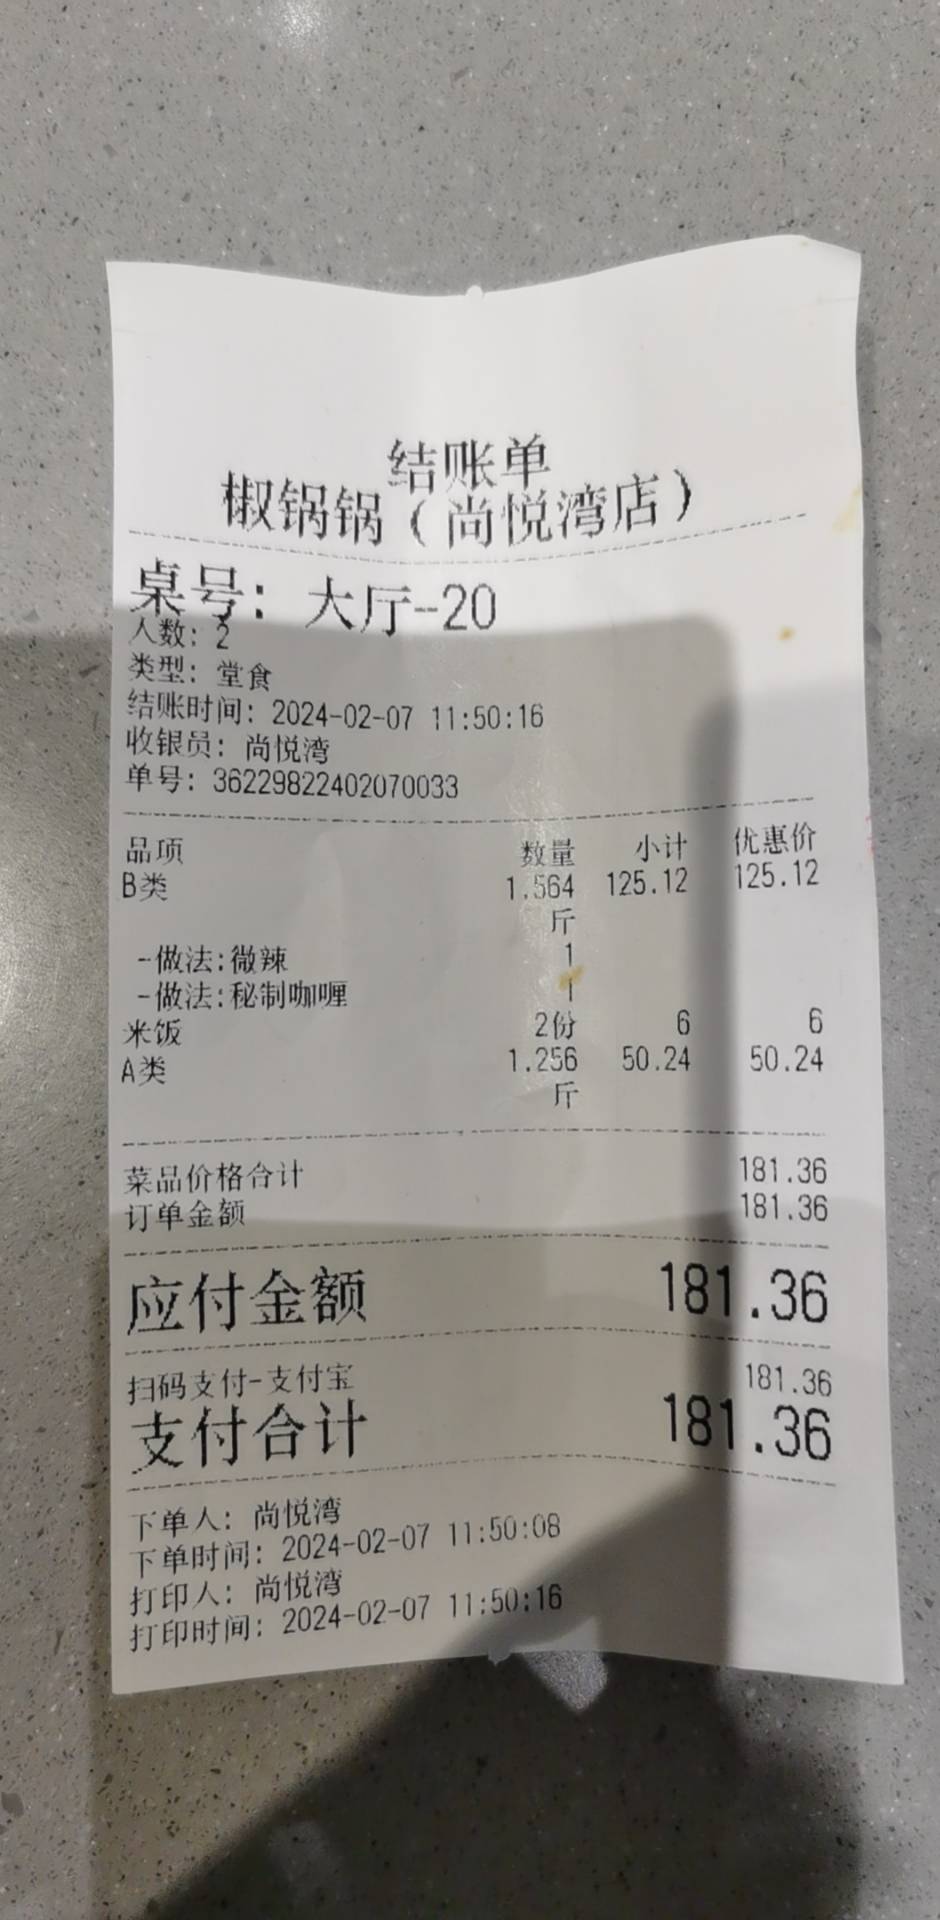 结账单
椒锅锅(尚悦湾店)
桌号: 大厅-20
人数: 2
类型: 堂食
结账时间: 2024-02-07 11:50:16
收银员: 尚悦湾
单号: 36229822402070033
品项 数量 小计 优惠价
B类 1.564 125.12 125.12
斤
-做法:微辣 1
-做法:秘制咖喱 1
米饭 2份 6 6
A类 1.256 50.24 50.24
斤
菜品价格合计 181.36
订单金额 181.36
应付金额 181.36
扫码支付-支付宝 181.36
支付合计 181.36
下单人: 尚悦湾
下单时间: 2024-02-07 11:50:08
打印人: 尚悦湾
打印时间: 2024-02-07 11:50:16